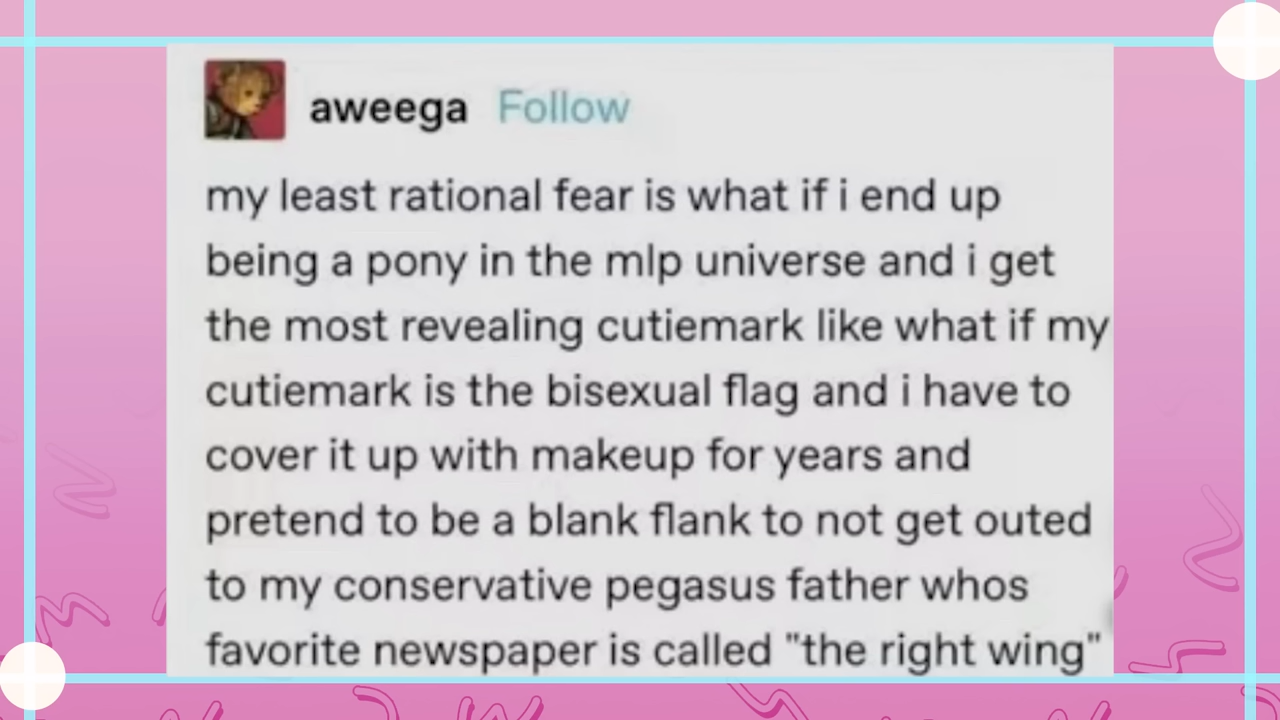 aweega Follow
my least rational fear is what if i end up
being a pony in the mlp universe and i get
the most revealing cutiemark like what if my
cutiemark is the bisexual flag and i have to
cover it up with makeup for years and
pretend to be a blank flank to not get outed
to my conservative pegasus father whos
favorite newspaper is called "the right wing"